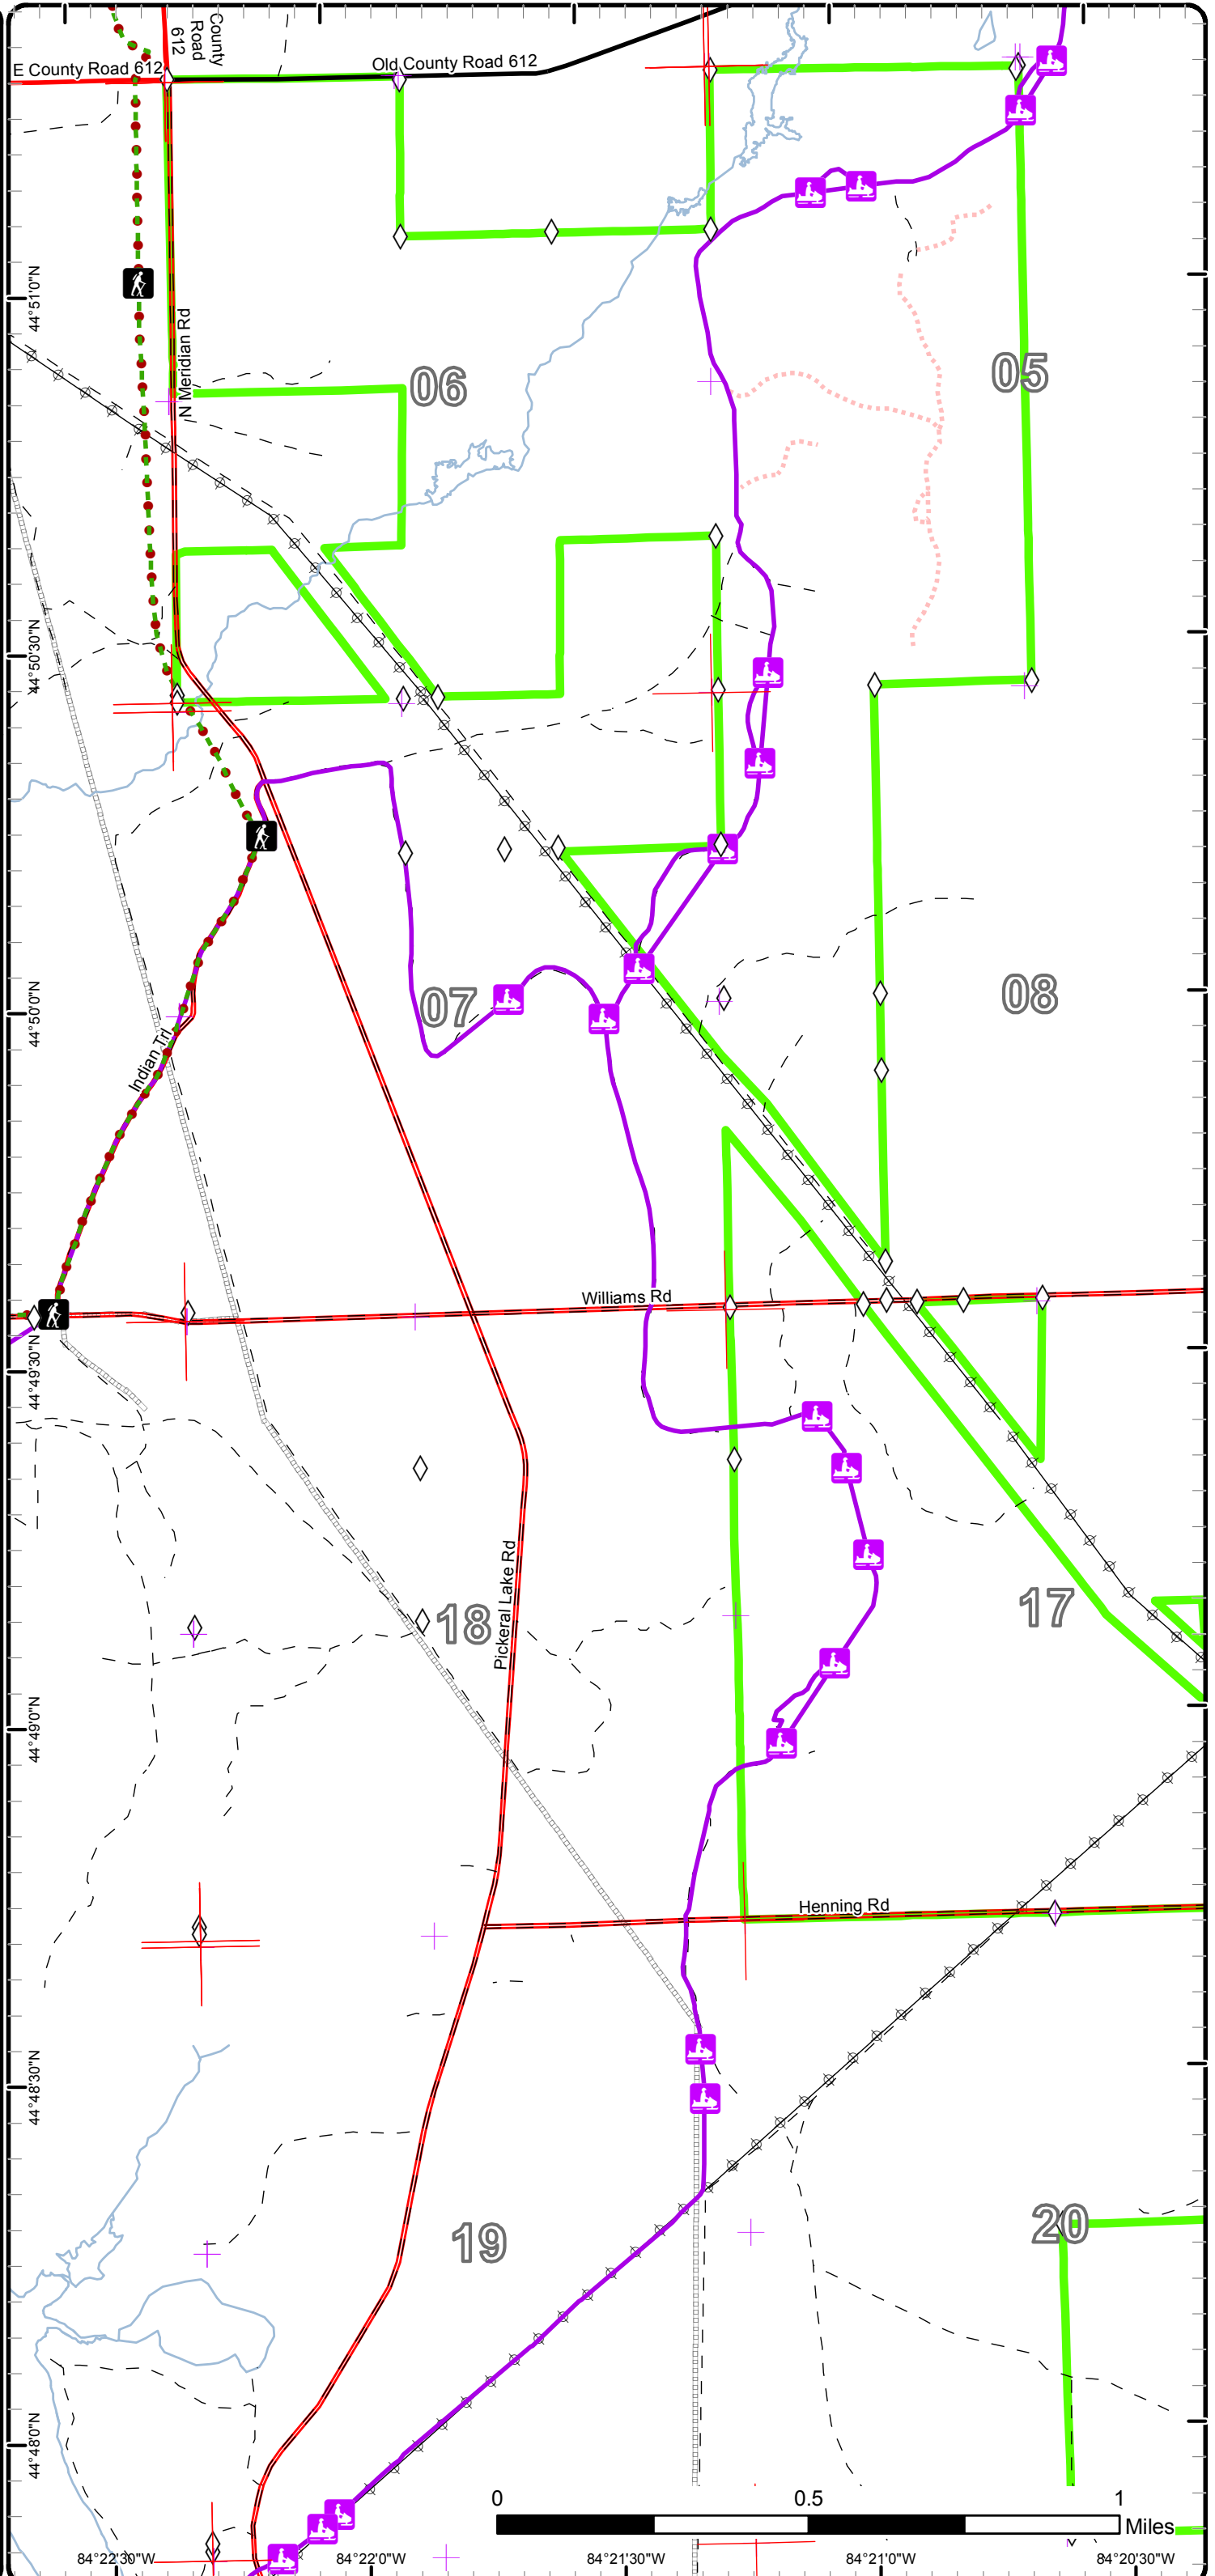 County
Road
612
E County Road 612
Old County Road 612
44°51'0"N
N Meridian Rd
06
05
44°50'30"N
07
08
44°50'0"N
Indian Trl
Williams Rd
44°49'30"N
Pickeral Lake Rd
18
17
44°49'0"N
Henning Rd
44°48'30"N
19
20
44°48'0"N
0 0.5 1
Miles
84°22'30"W 84°22'0"W 84°21'30"W 84°21'0"W 84°20'30"W